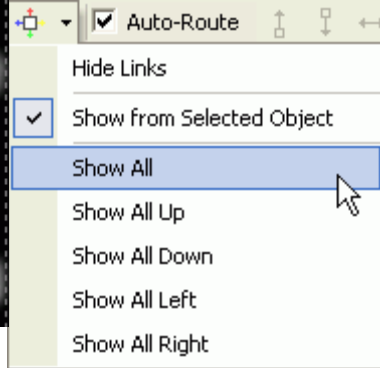 Auto-Route
Hide Links
Show from Selected Object
Show All
Show All Up
Show All Down
Show All Left
Show All Right